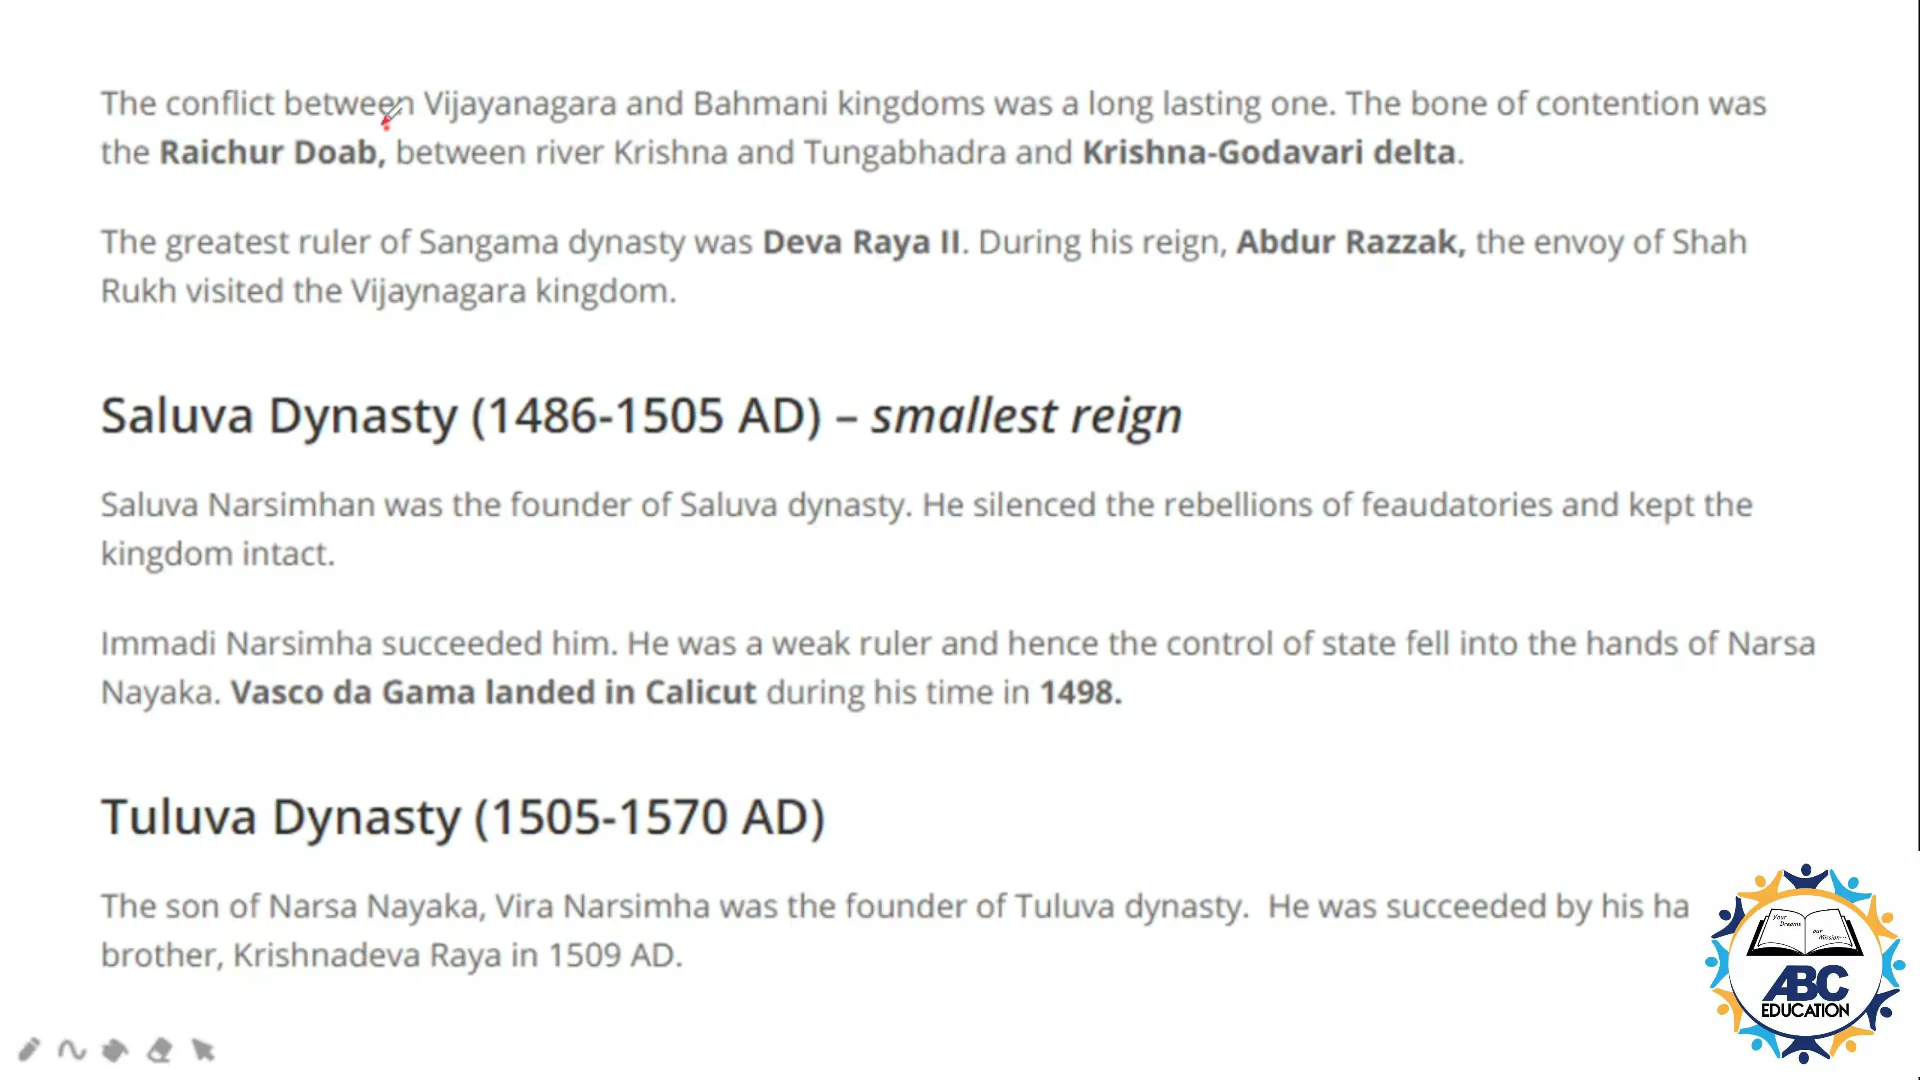 The conflict between Vijayanagara and Bahmani kingdoms was a long lasting one. The bone of contention was
the Raichur Doab, between river Krishna and Tungabhadra and Krishna-Godavari delta.
The greatest ruler of Sangama dynasty was Deva Raya II. During his reign, Abdur Razzak, the envoy of Shah
Rukh visited the Vijaynagara kingdom.
Saluva Dynasty (1486-1505 AD) – smallest reign
Saluva Narsimhan was the founder of Saluva dynasty. He silenced the rebellions of feaudatories and kept the
kingdom intact.
Immadi Narsimha succeeded him. He was a weak ruler and hence the control of state fell into the hands of Narsa
Nayaka. Vasco da Gama landed in Calicut during his time in 1498.
Tuluva Dynasty (1505-1570 AD)
The son of Narsa Nayaka, Vira Narsimha was the founder of Tuluva dynasty. He was succeeded by his ha
brother, Krishnadeva Raya in 1509 AD.
Your
Dreams
our
Mission...
ABC
EDUCATION